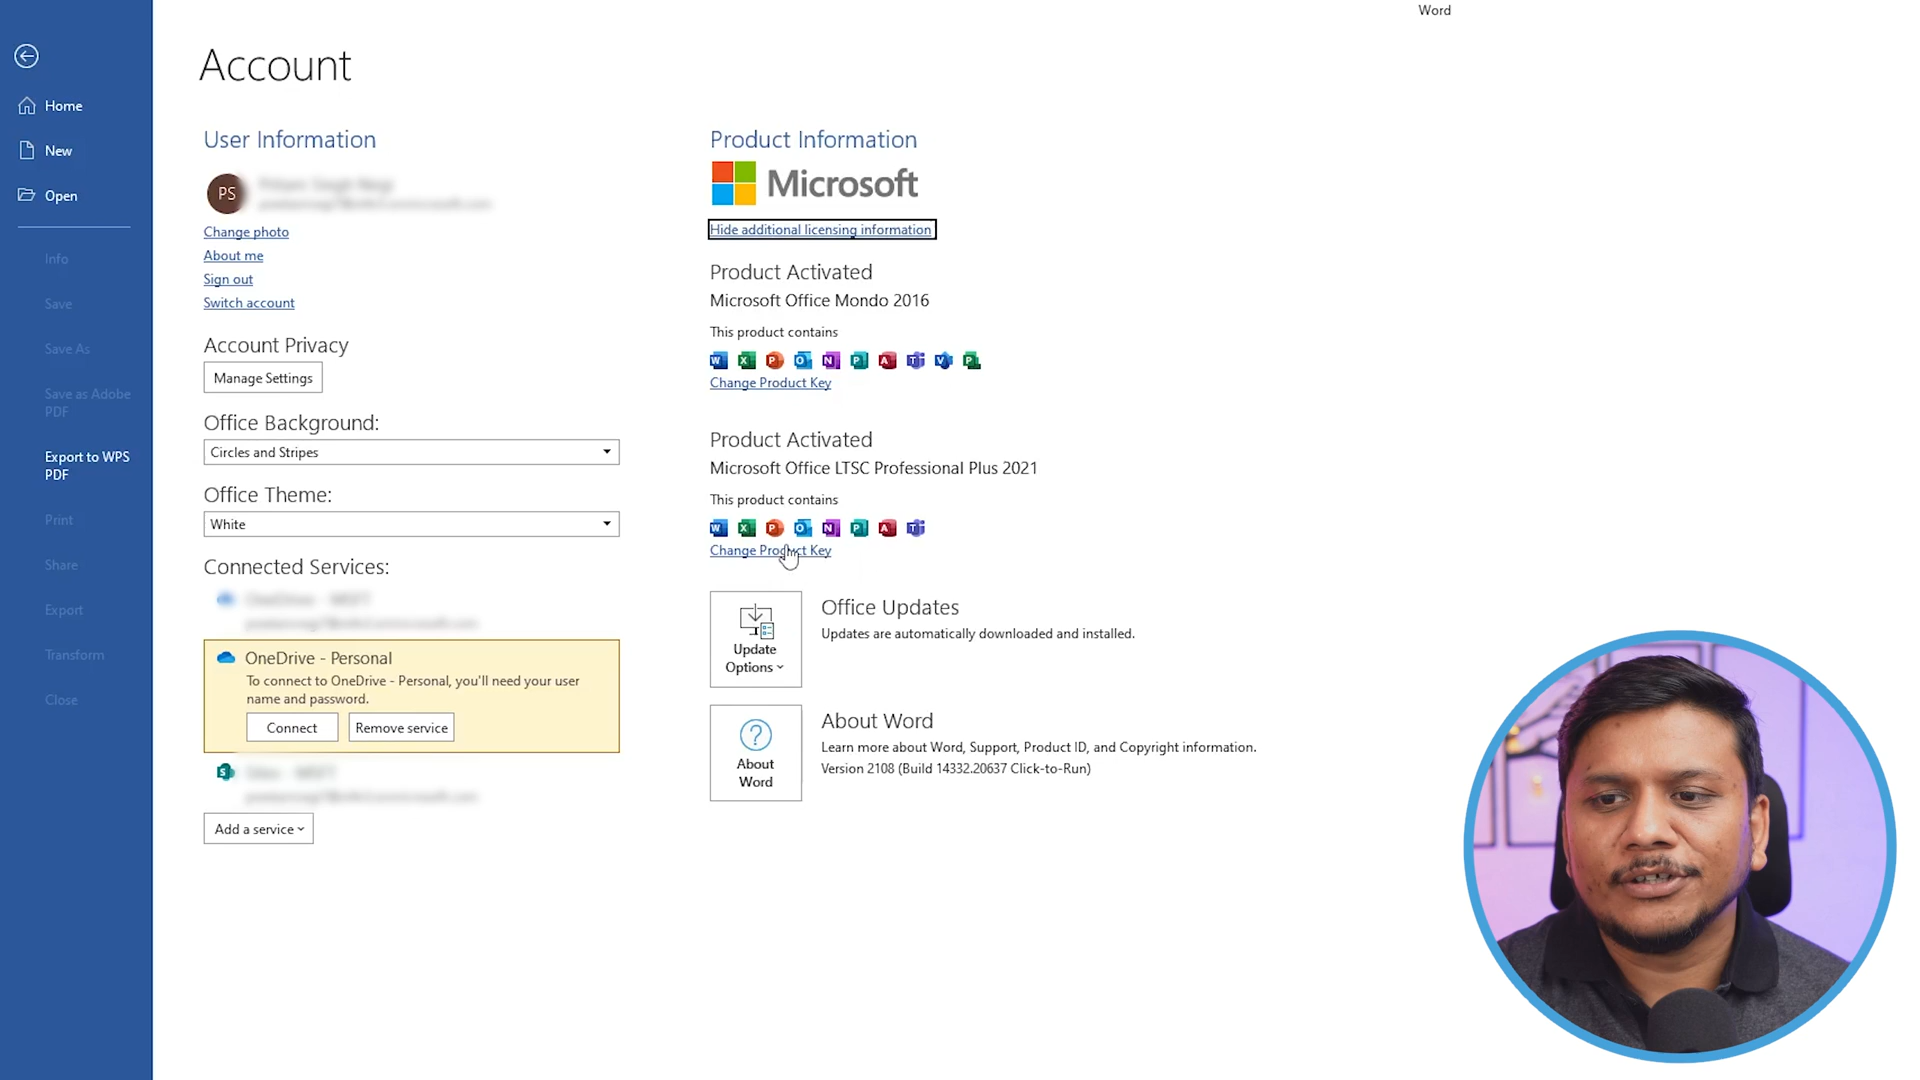 Word
Home
New
Open
Info
Save
Save As
Save as Adobe
PDF
Export to WPS
PDF
Print
Share
Export
Transform
Close
Account
User Information
PS
Change photo
About me
Sign out
Switch account
Account Privacy
Manage Settings
Office Background:
Circles and Stripes
Office Theme:
White
Connected Services:
OneDrive - Personal
To connect to OneDrive - Personal, you'll need your user
name and password.
Connect
Remove service
Add a service
Product Information
Microsoft
Hide additional licensing information
Product Activated
Microsoft Office Mondo 2016
This product contains
Change Product Key
Product Activated
Microsoft Office LTSC Professional Plus 2021
This product contains
Change Product Key
Update
Options
Office Updates
Updates are automatically downloaded and installed.
About
Word
About Word
Learn more about Word, Support, Product ID, and Copyright information.
Version 2108 (Build 14332.20637 Click-to-Run)